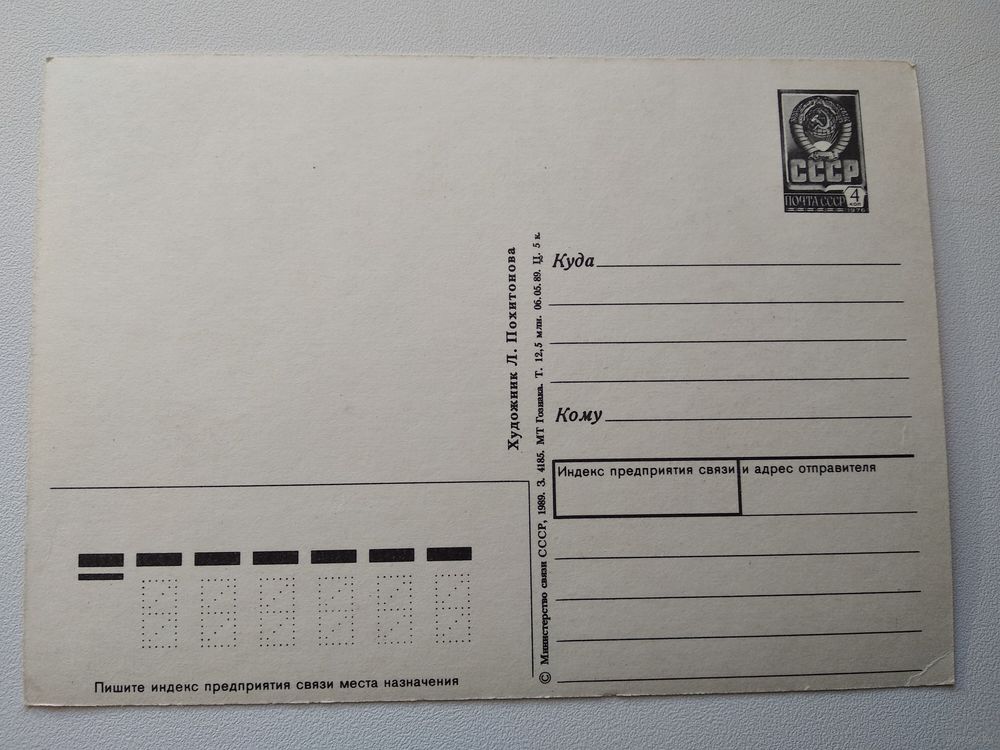 СССР
ПОЧТА СССР 4
КОП
1976
Куда
Кому
Индекс предприятия связи и адрес отправителя
Художник Л. Похитонова
© Министерство связи СССР, 1989. З. 4185. МТ Гознака. Т. 12,5 млн. 06.05.89. Ц. 5 к.
Пишите индекс предприятия связи места назначения